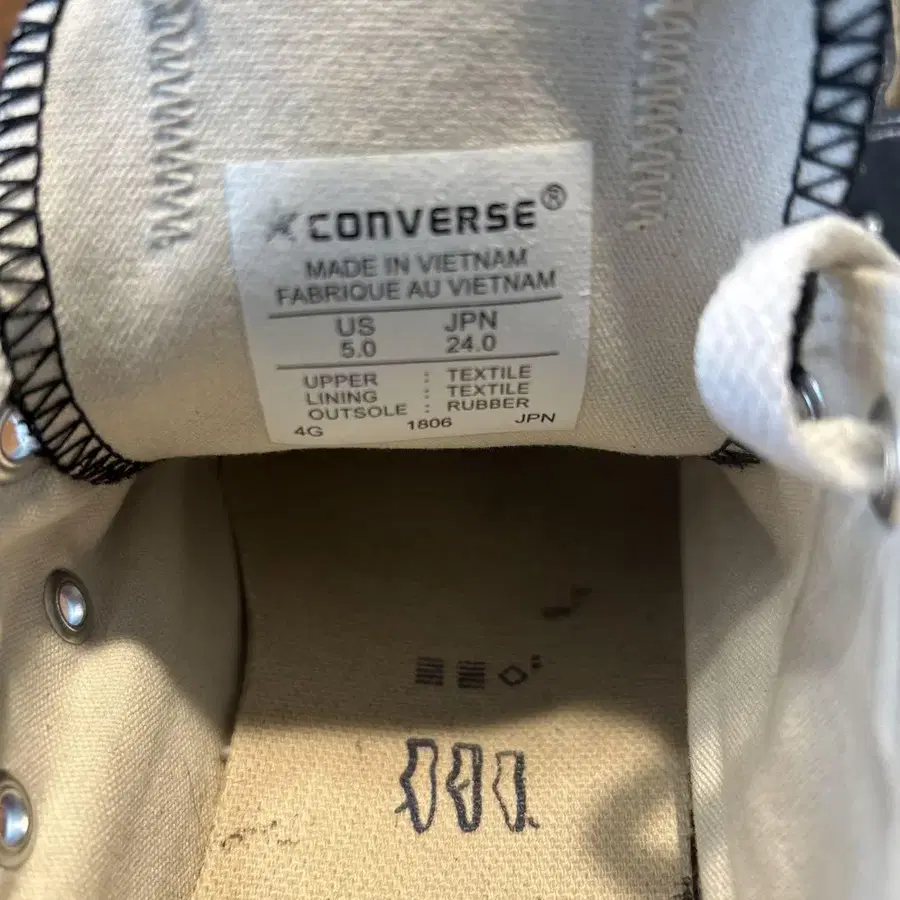 CONVERSE®
MADE IN VIETNAM
FABRIQUE AU VIETNAM
US JPN
5.0 24.0
UPPER : TEXTILE
LINING : TEXTILE
OUTSOLE : RUBBER
4G 1806 JPN